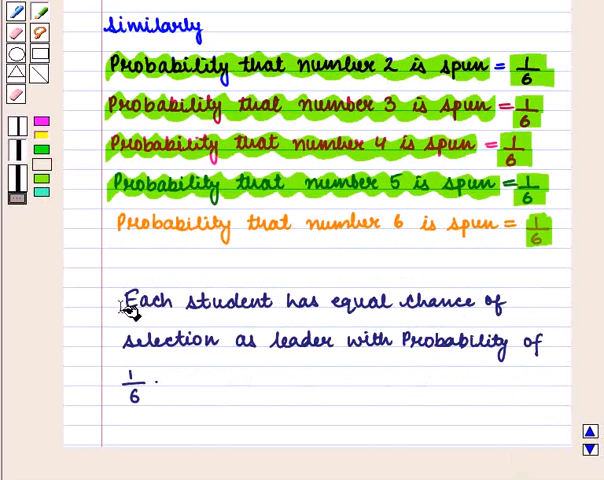 Similarly
Probability that number 2 is spun = 1/6
Probability that number 3 is spun = 1/6
Probability that number 4 is spun = 1/6
Probability that number 5 is spun = 1/6
Probability that number 6 is spun = 1/6
Each student has equal chance of
selection as leader with Probability of
1/6 .